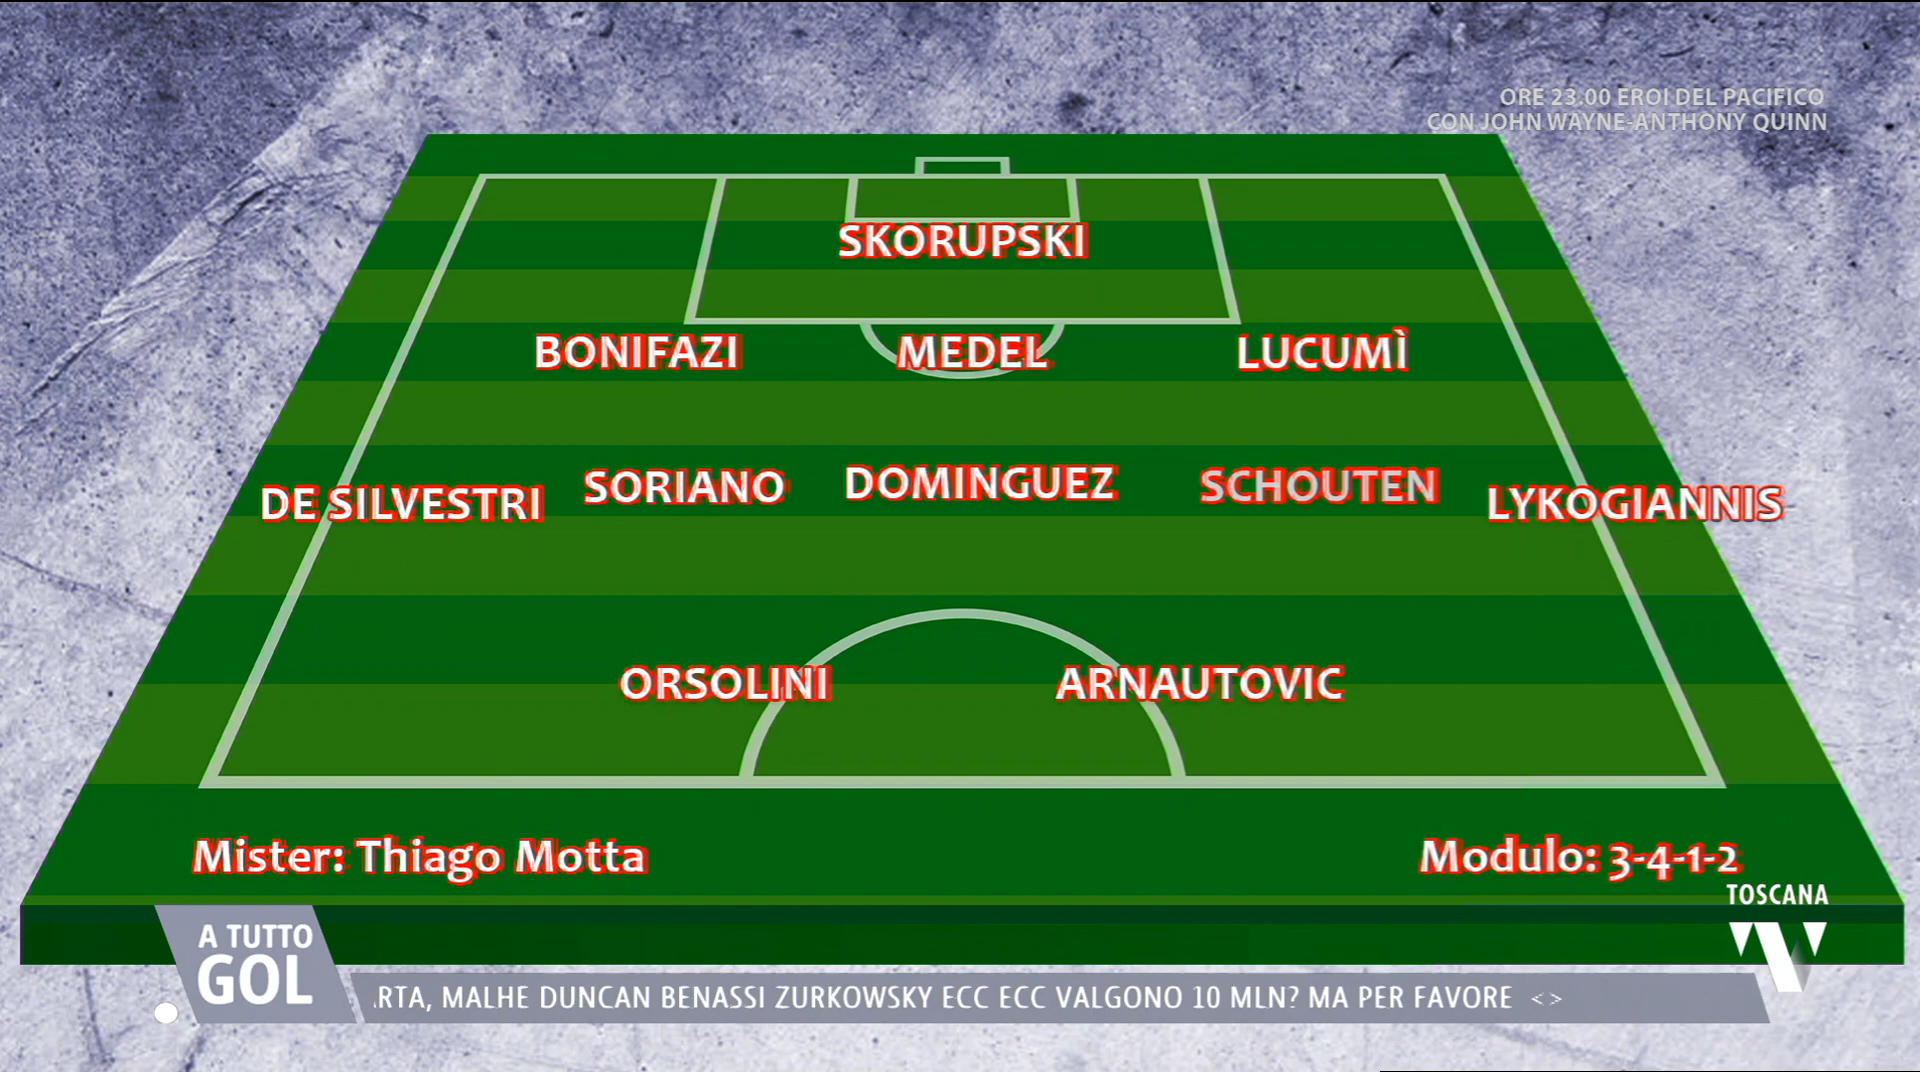 ORE 23.00 EROI DEL PACIFICO
CON JOHN WAYNE-ANTHONY QUINN
SKORUPSKI
BONIFAZI MEDEL LUCUMÌ
DE SILVESTRI SORIANO DOMINGUEZ SCHOUTEN LYKOGIANNIS
ORSOLINI ARNAUTOVIC
Mister: Thiago Motta Modulo: 3-4-1-2
TOSCANA
A TUTTO
GOL
MALHE DUNCAN BENASSI ZURKOWSKY ECC ECC VALGONO 10 MLN? MA PER FAVORE <>